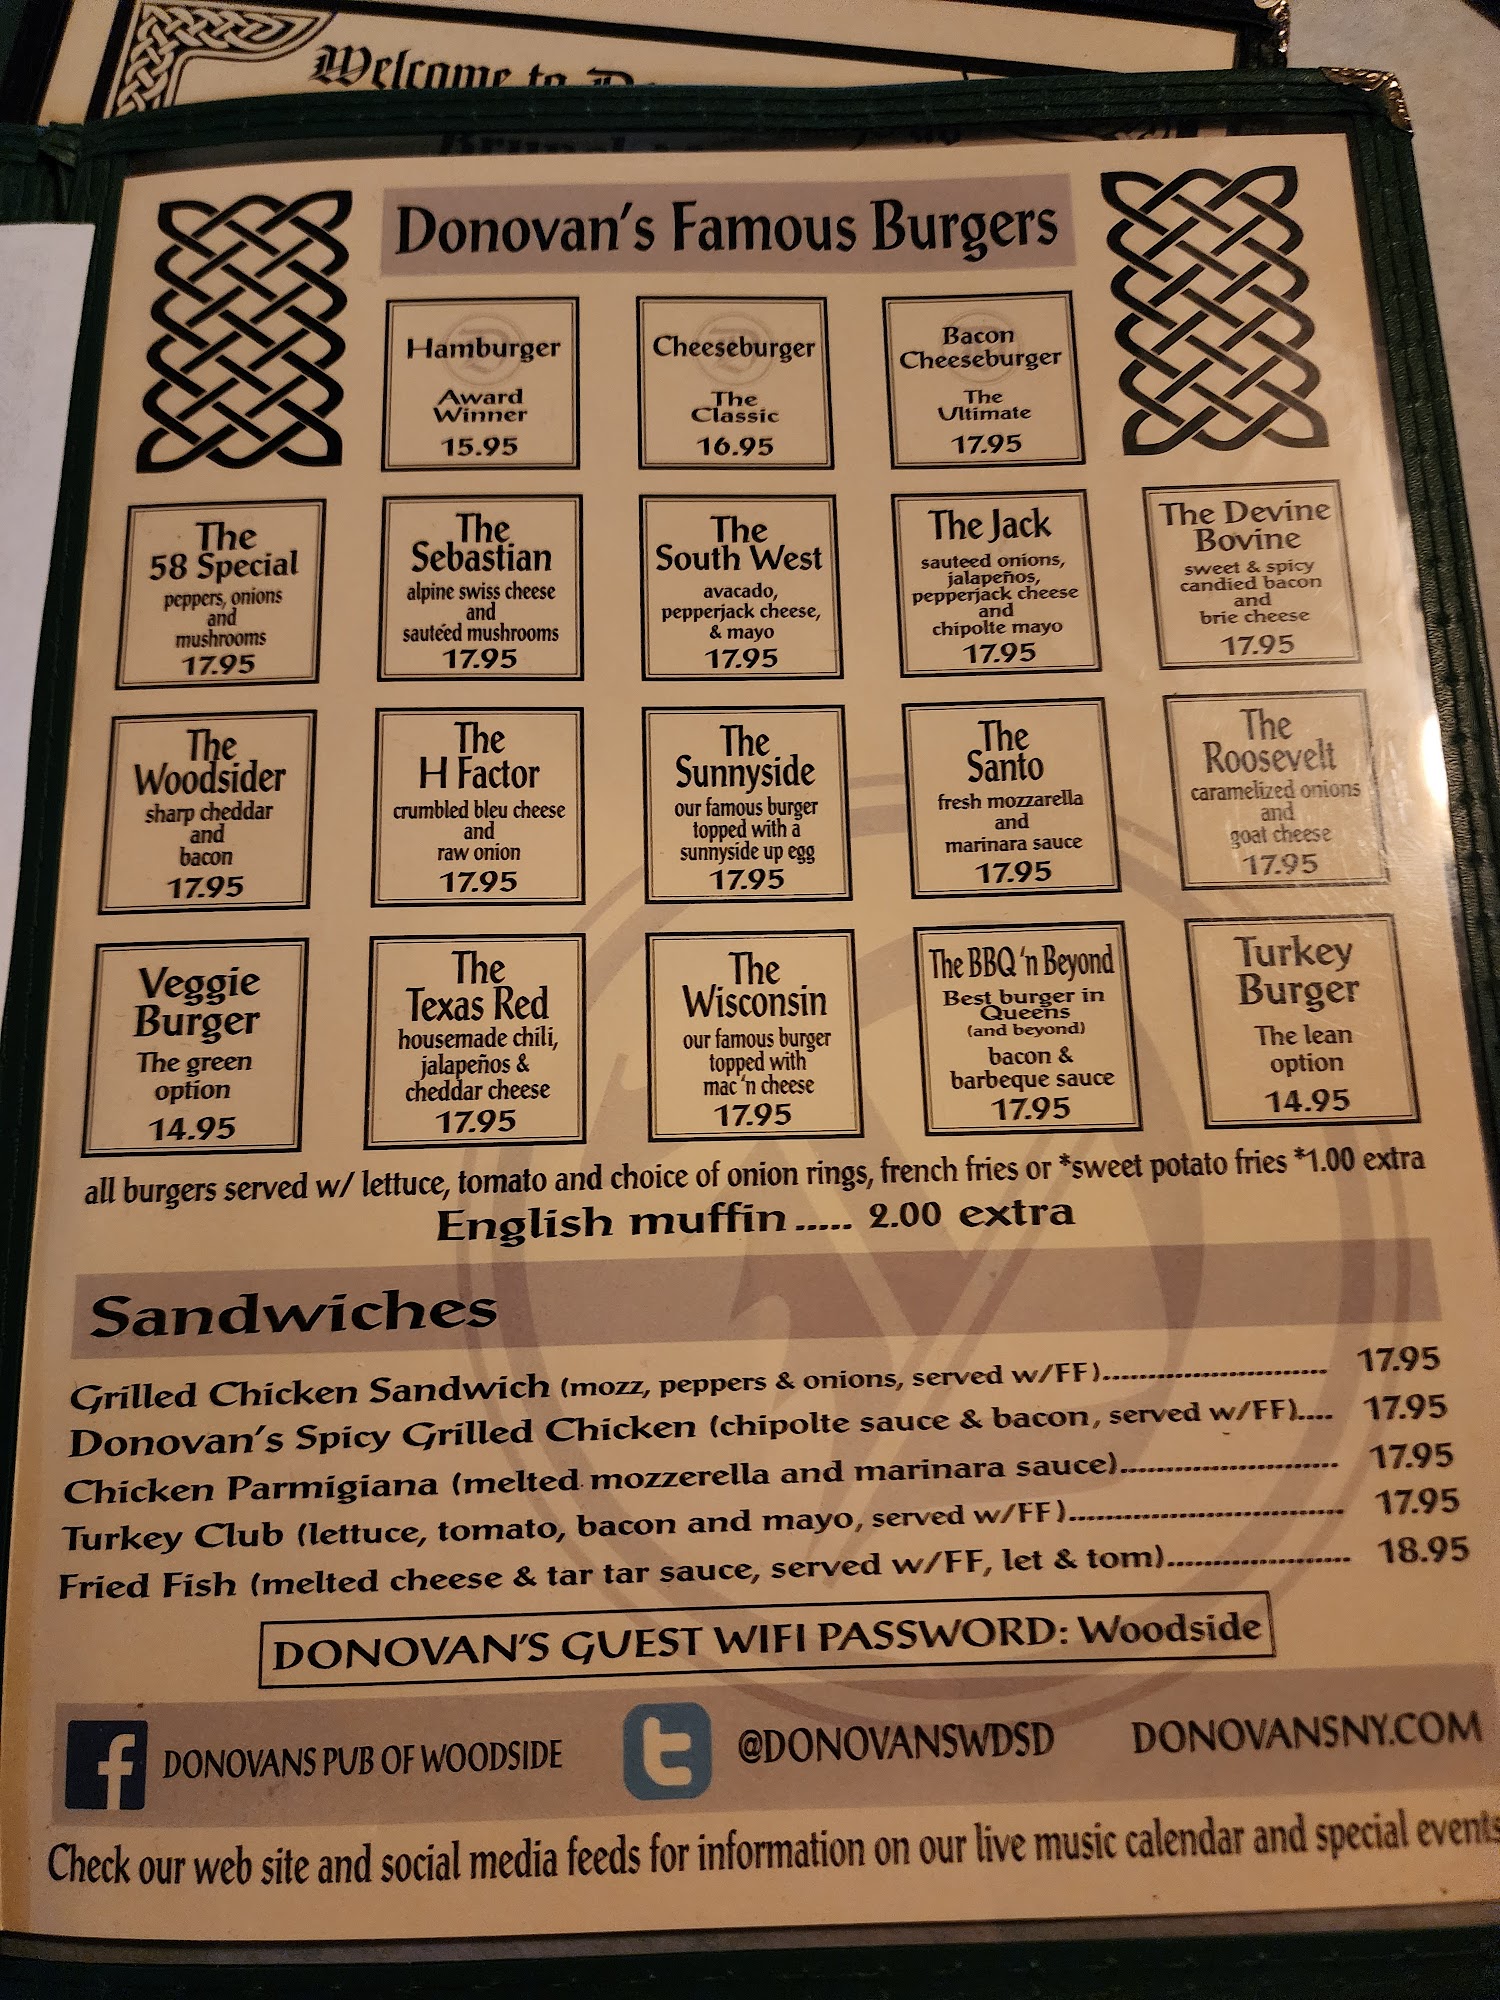 Welcome to
Donovan's Famous Burgers
Hamburger
Award
Winner
15.95
Cheeseburger
The
Classic
16.95
Bacon
Cheeseburger
The
Ultimate
17.95
The
58 Special
peppers, onions
and
mushrooms
17.95
The
Sebastian
alpine swiss cheese
and
sautéed mushrooms
17.95
The
South West
avacado,
pepperjack cheese,
& mayo
17.95
The Jack
sauteed onions,
jalapeños,
pepperjack cheese
and
chipolte mayo
17.95
The Devine
Bovine
sweet & spicy
candied bacon
and
brie cheese
17.95
The
Woodsider
sharp cheddar
and
bacon
17.95
The
H Factor
crumbled bleu cheese
and
raw onion
17.95
The
Sunnyside
our famous burger
topped with a
sunnyside up egg
17.95
The
Santo
fresh mozzarella
and
marinara sauce
17.95
The
Roosevelt
caramelized onions
and
goat cheese
17.95
Veggie
Burger
The green
option
14.95
The
Texas Red
housemade chili,
jalapeños &
cheddar cheese
17.95
The
Wisconsin
our famous burger
topped with
mac 'n cheese
17.95
The BBQ 'n Beyond
Best burger in
Queens
(and beyond)
bacon &
barbeque sauce
17.95
Turkey
Burger
The lean
option
14.95
all burgers served w/ lettuce, tomato and choice of onion rings, french fries or *sweet potato fries *1.00 extra
English muffin ..... 2.00 extra
Sandwiches
Grilled Chicken Sandwich (mozz, peppers & onions, served w/FF)......................... 17.95
Donovan's Spicy Grilled Chicken (chipolte sauce & bacon, served w/FF).... 17.95
Chicken Parmigiana (melted mozzerella and marinara sauce)........................ 17.95
Turkey Club (lettuce, tomato, bacon and mayo, served w/FF)............................... 17.95
Fried Fish (melted cheese & tar tar sauce, served w/FF, let & tom).................... 18.95
DONOVAN'S GUEST WIFI PASSWORD: Woodside
f DONOVANS PUB OF WOODSIDE t @DONOVANSWDSD DONOVANSNY.COM
Check our web site and social media feeds for information on our live music calendar and special events